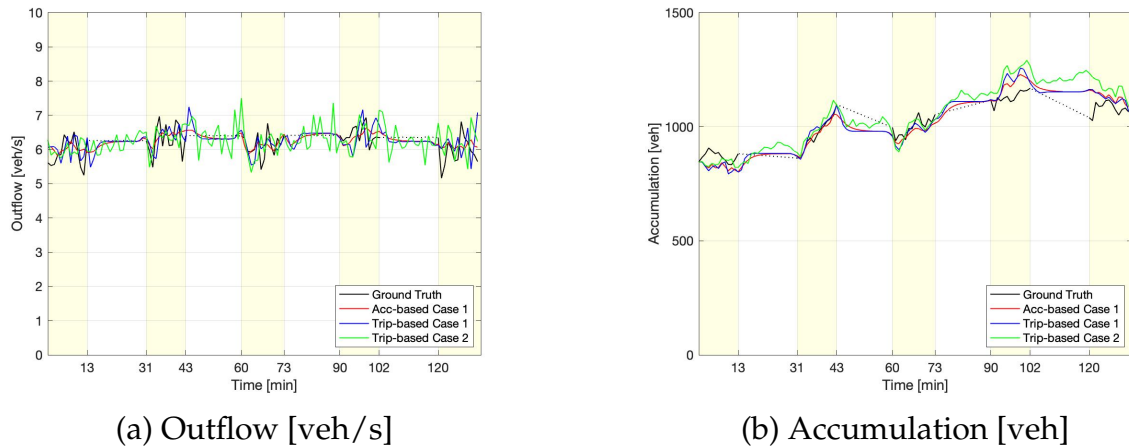 10
9
8
7
6
5
4
3
2
1
0
Outflow [veh/s]
Ground Truth
Acc-based Case 1
Trip-based Case 1
Trip-based Case 2
13 31 43 60 73 90 102 120
Time [min]
(a) Outflow [veh/s]
1500
1000
500
0
Accumulation [veh]
Ground Truth
Acc-based Case 1
Trip-based Case 1
Trip-based Case 2
13 31 43 60 73 90 102 120
Time [min]
(b) Accumulation [veh]